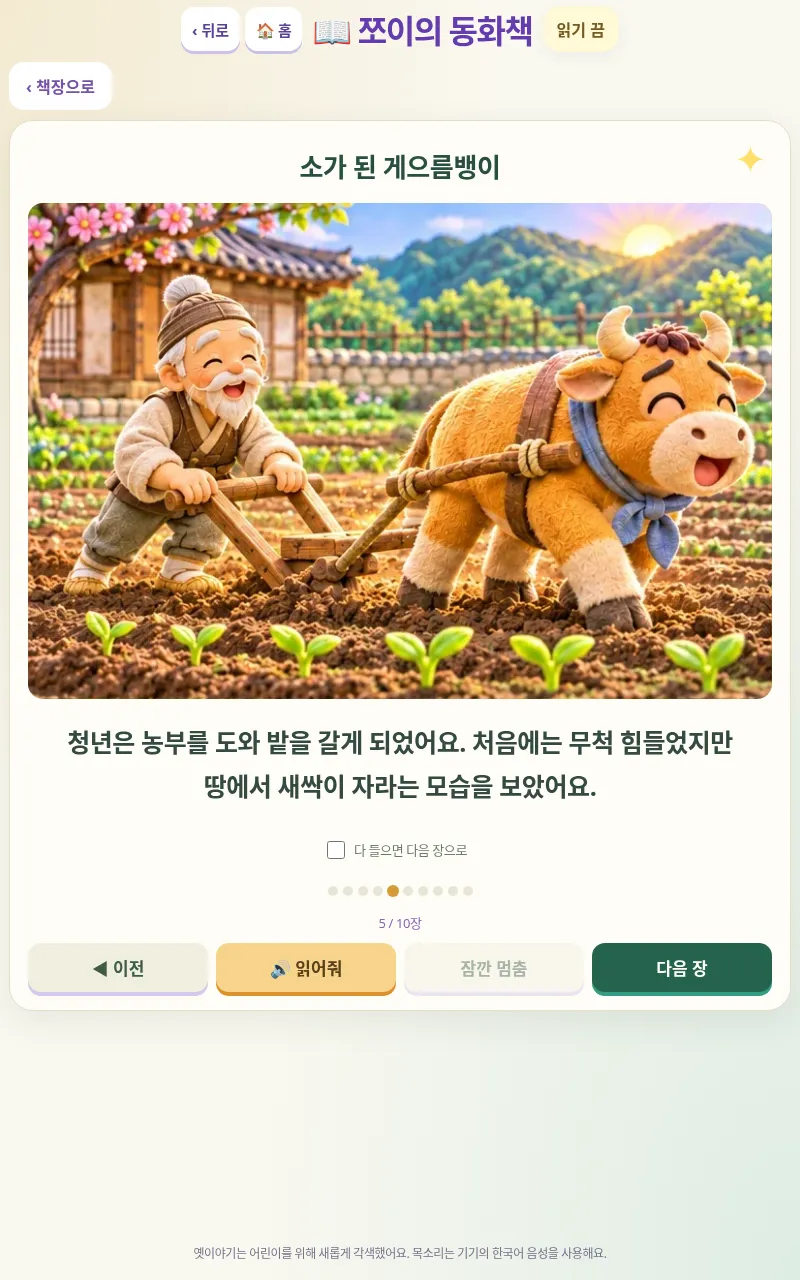 ‹ 뒤로
🏠 홈
📖 쪼이의 동화책
읽기 끔
‹ 책장으로
소가 된 게으름뱅이
청년은 농부를 도와 밭을 갈게 되었어요. 처음에는 무척 힘들었지만
땅에서 새싹이 자라는 모습을 보았어요.
다 들으면 다음 장으로
5 / 10장
◀ 이전
🔊 읽어줘
잠깐 멈춤
다음 장
옛이야기는 어린이를 위해 새롭게 각색했어요. 목소리는 기기의 한국어 음성을 사용해요.